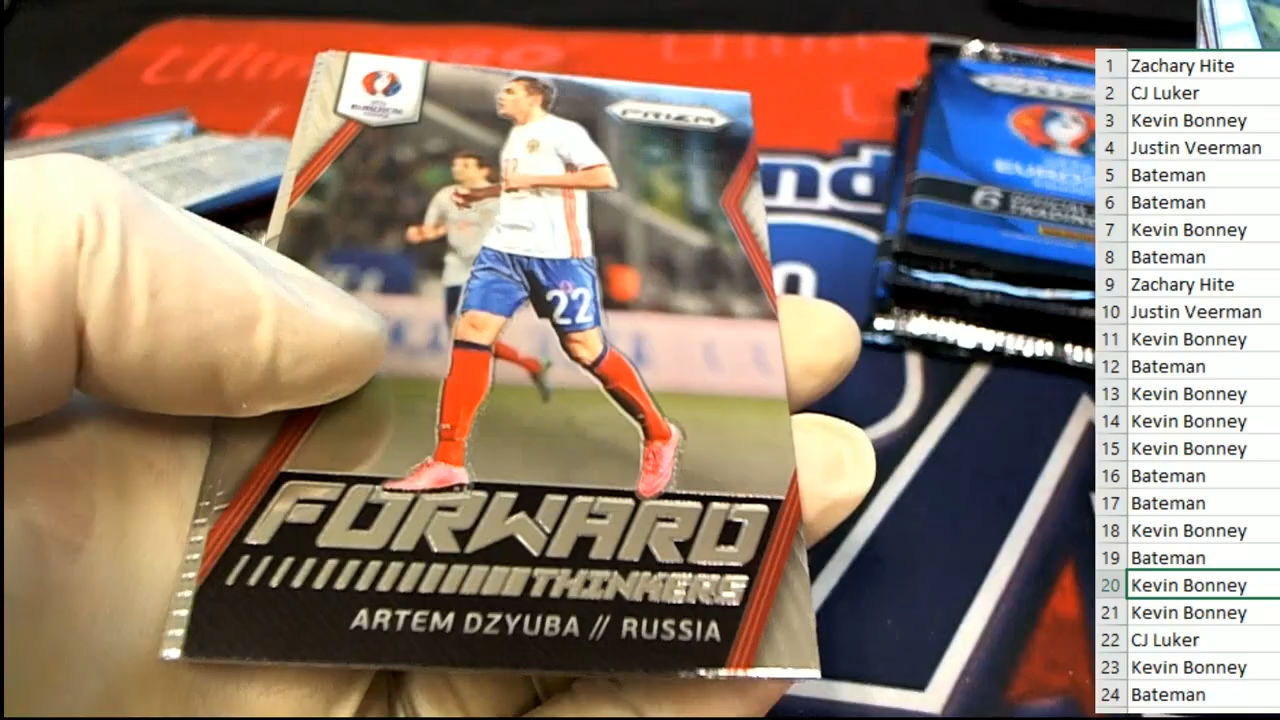 PRIZM
22
FORWARD
THINKERS
ARTEM DZYUBA // RUSSIA
nd
6
1 Zachary Hite
2 CJ Luker
3 Kevin Bonney
4 Justin Veerman
5 Bateman
6 Bateman
7 Kevin Bonney
8 Bateman
9 Zachary Hite
10 Justin Veerman
11 Kevin Bonney
12 Bateman
13 Kevin Bonney
14 Kevin Bonney
15 Kevin Bonney
16 Bateman
17 Bateman
18 Kevin Bonney
19 Bateman
20 Kevin Bonney
21 Kevin Bonney
22 CJ Luker
23 Kevin Bonney
24 Bateman